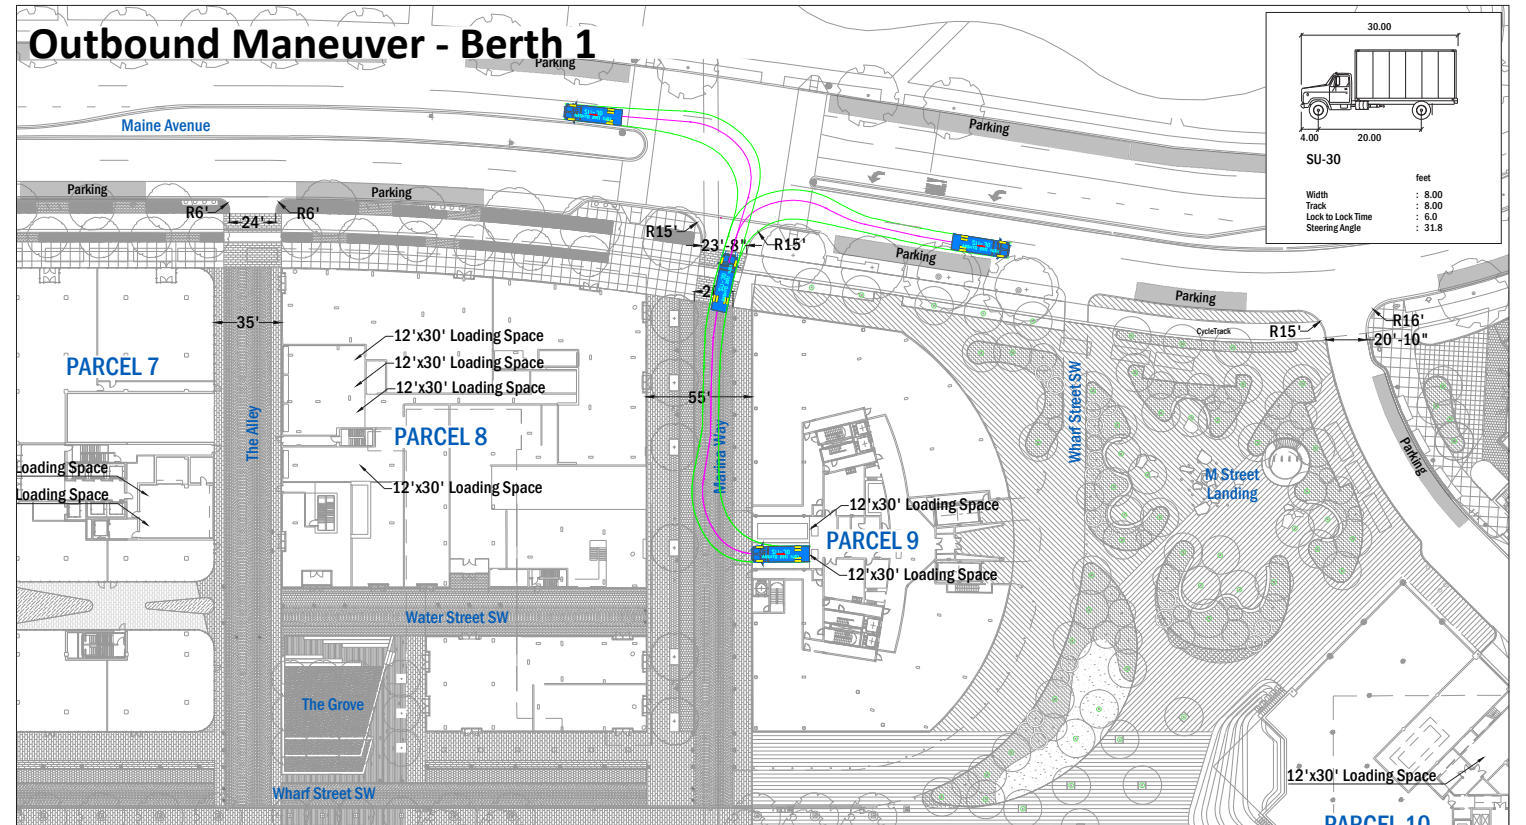 Outbound Maneuver - Berth 1
Parking
30.00
Maine Avenue
Parking
4.00
20.00
SU-30
feet
Width : 8.00
Track : 8.00
Lock to Lock Time : 6.0
Steering Angle : 31.8
Parking
Parking
R6'
R6'
24'
R15'
23'-8"
R15'
Parking
Parking
CycleTrack
R15'
R16'
20'-10"
35'
12'x30' Loading Space
12'x30' Loading Space
12'x30' Loading Space
PARCEL 7
55'
The Alley
PARCEL 8
Marina Way
Wharf Street SW
Parking
Loading Space
Loading Space
12'x30' Loading Space
M Street
Landing
12'x30' Loading Space
PARCEL 9
12'x30' Loading Space
Water Street SW
The Grove
Wharf Street SW
12'x30' Loading Space
PARCEL 10